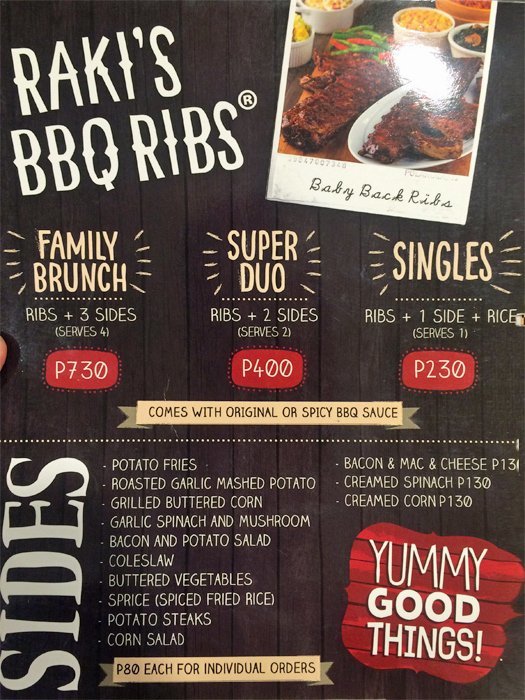 RAKI'S
BBQ RIBS®
Baby Back Ribs
FAMILY
BRUNCH
RIBS + 3 SIDES
(SERVES 4)
P730
SUPER
DUO
RIBS + 2 SIDES
(SERVES 2)
P400
SINGLES
RIBS + 1 SIDE + RICE
(SERVES 1)
P230
COMES WITH ORIGINAL OR SPICY BBQ SAUCE
SIDES
- POTATO FRIES
- ROASTED GARLIC MASHED POTATO
- GRILLED BUTTERED CORN
- GARLIC SPINACH AND MUSHROOM
- BACON AND POTATO SALAD
- COLESLAW
- BUTTERED VEGETABLES
- SPRICE (SPICED FRIED RICE)
- POTATO STEAKS
- CORN SALAD
P80 EACH FOR INDIVIDUAL ORDERS
- BACON & MAC & CHEESE
- CREAMED SPINACH P130
- CREAMED CORN P130
YUMMY
GOOD
THINGS!